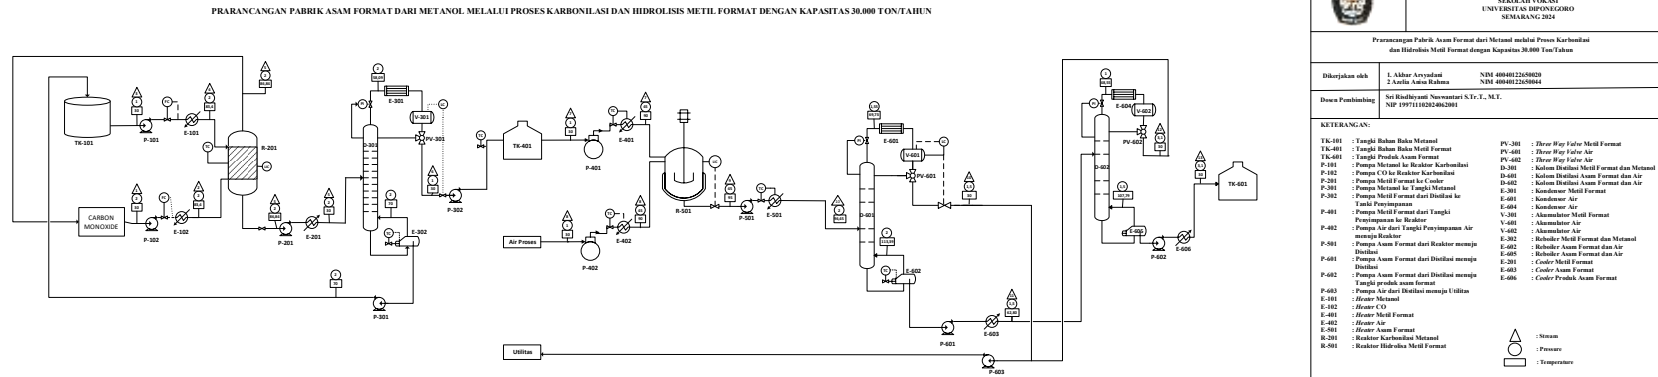 PRARANCANGAN PABRIK ASAM FORMAT DARI METANOL MELALUI PROSES KARBONILASI DAN HIDROLISIS METIL FORMAT DENGAN KAPASITAS 30.000 TON/TAHUN
TK-101
P-101
E-101
R-201
CARBON
MONOXIDE
P-102
E-102
P-201
E-201
D-301
E-301
V-301
PV-301
E-302
P-301
P-302
TK-401
P-401
E-401
Air Proses
P-402
E-402
R-501
P-501
E-501
D-601
E-601
V-601
PV-601
E-602
Utilitas
P-601
E-603
P-603
D-602
E-604
V-602
PV-602
E-605
P-602
E-606
TK-601
SEKOLAH VOKASI
UNIVERSITAS DIPONEGORO
SEMARANG 2024
Prarancangan Pabrik Asam Format dari Metanol melalui Proses Karbonilasi
dan Hidrolisis Metil Format dengan Kapasitas 30.000 Ton/Tahun
Dikerjakan oleh
1. Akbar Arsyadani NIM 40040122650020
2 Azelia Anisa Rahma NIM 40040122650044
Dosen Pembimbing
Sri Risdhiyanti Nuswantari S.Tr.T., M.T.
NIP 199711102024062001
KETERANGAN:
TK-101 : Tangki Bahan Baku Metanol
TK-401 : Tangki Bahan Baku Metil Format
TK-601 : Tangki Produk Asam Format
P-101 : Pompa Metanol ke Reaktor Karbonilasi
P-102 : Pompa CO ke Reaktor Karbonilasi
P-201 : Pompa Metil Format ke Cooler
P-301 : Pompa Metanol ke Tangki Metanol
P-302 : Pompa Metil Format dari Distilasi ke
Tanki Penyimpanan
P-401 : Pompa Metil Format dari Tangki
Penyimpanan ke Reaktor
P-402 : Pompa Air dari Tangki Penyimpanan Air
menuju Reaktor
P-501 : Pompa Asam Format dari Reaktor menuju
Distilasi
P-601 : Pompa Asam Format dari Distilasi menuju
Distilasi
P-602 : Pompa Asam Format dari Distilasi menuju
Tangki produk asam format
P-603 : Pompa Air dari Distilasi menuju Utilitas
E-101 : Heater Metanol
E-102 : Heater CO
E-401 : Heater Metil Format
E-402 : Heater Air
E-501 : Heater Asam Format
R-201 : Reaktor Karbonilasi Metanol
R-501 : Reaktor Hidrolisa Metil Format
PV-301 : Three Way Valve Metil Format
PV-601 : Three Way Valve Air
PV-602 : Three Way Valve Air
D-301 : Kolom Distilasi Metil Format dan Metanol
D-601 : Kolom Distilasi Asam Format dan Air
D-602 : Kolom Distilasi Asam Format dan Air
E-301 : Kondensor Metil Format
E-601 : Kondensor Air
E-604 : Kondensor Air
V-301 : Akumulator Metil Format
V-601 : Akumulator Air
V-602 : Akumulator Air
E-302 : Reboiler Metil Format dan Metanol
E-602 : Reboiler Asam Format dan Air
E-605 : Reboiler Asam Format dan Air
E-201 : Cooler Metil Format
E-603 : Cooler Asam Format
E-606 : Cooler Produk Asam Format
: Stream
: Pressure
: Temperature